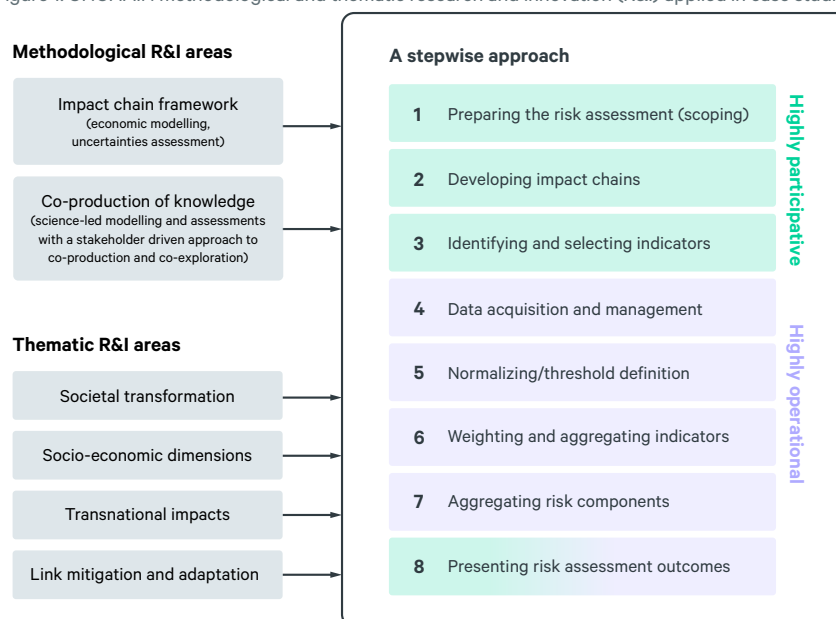 Methodological R&I areas
Impact chain framework
(economic modelling,
uncertainties assessment)
Co-production of knowledge
(science-led modelling and assessments
with a stakeholder driven approach to
co-production and co-exploration)
Thematic R&I areas
Societal transformation
Socio-economic dimensions
Transnational impacts
Link mitigation and adaptation
A stepwise approach
1 Preparing the risk assessment (scoping)
2 Developing impact chains
3 Identifying and selecting indicators
4 Data acquisition and management
5 Normalizing/threshold definition
6 Weighting and aggregating indicators
7 Aggregating risk components
8 Presenting risk assessment outcomes
Highly participative
Highly operational